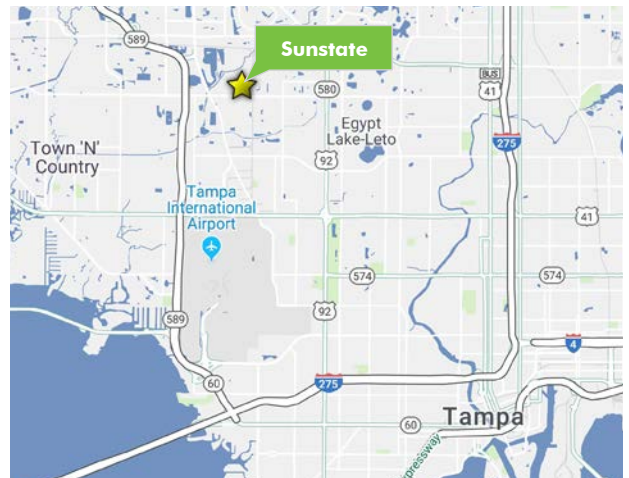 589
Sunstate
580
BUS
41
Egypt
Lake-Leto
Town 'N'
Country
275
92
Tampa
International
Airport
41
574
574
92
589
4
60
275
60
Tampa
pressway